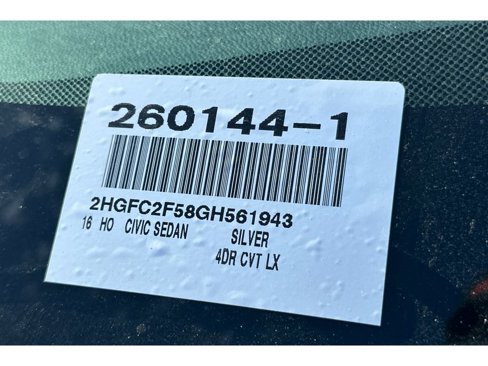 260144-1
2HGFC2F58GH561943
16 HO CIVIC SEDAN SILVER
4DR CVT LX